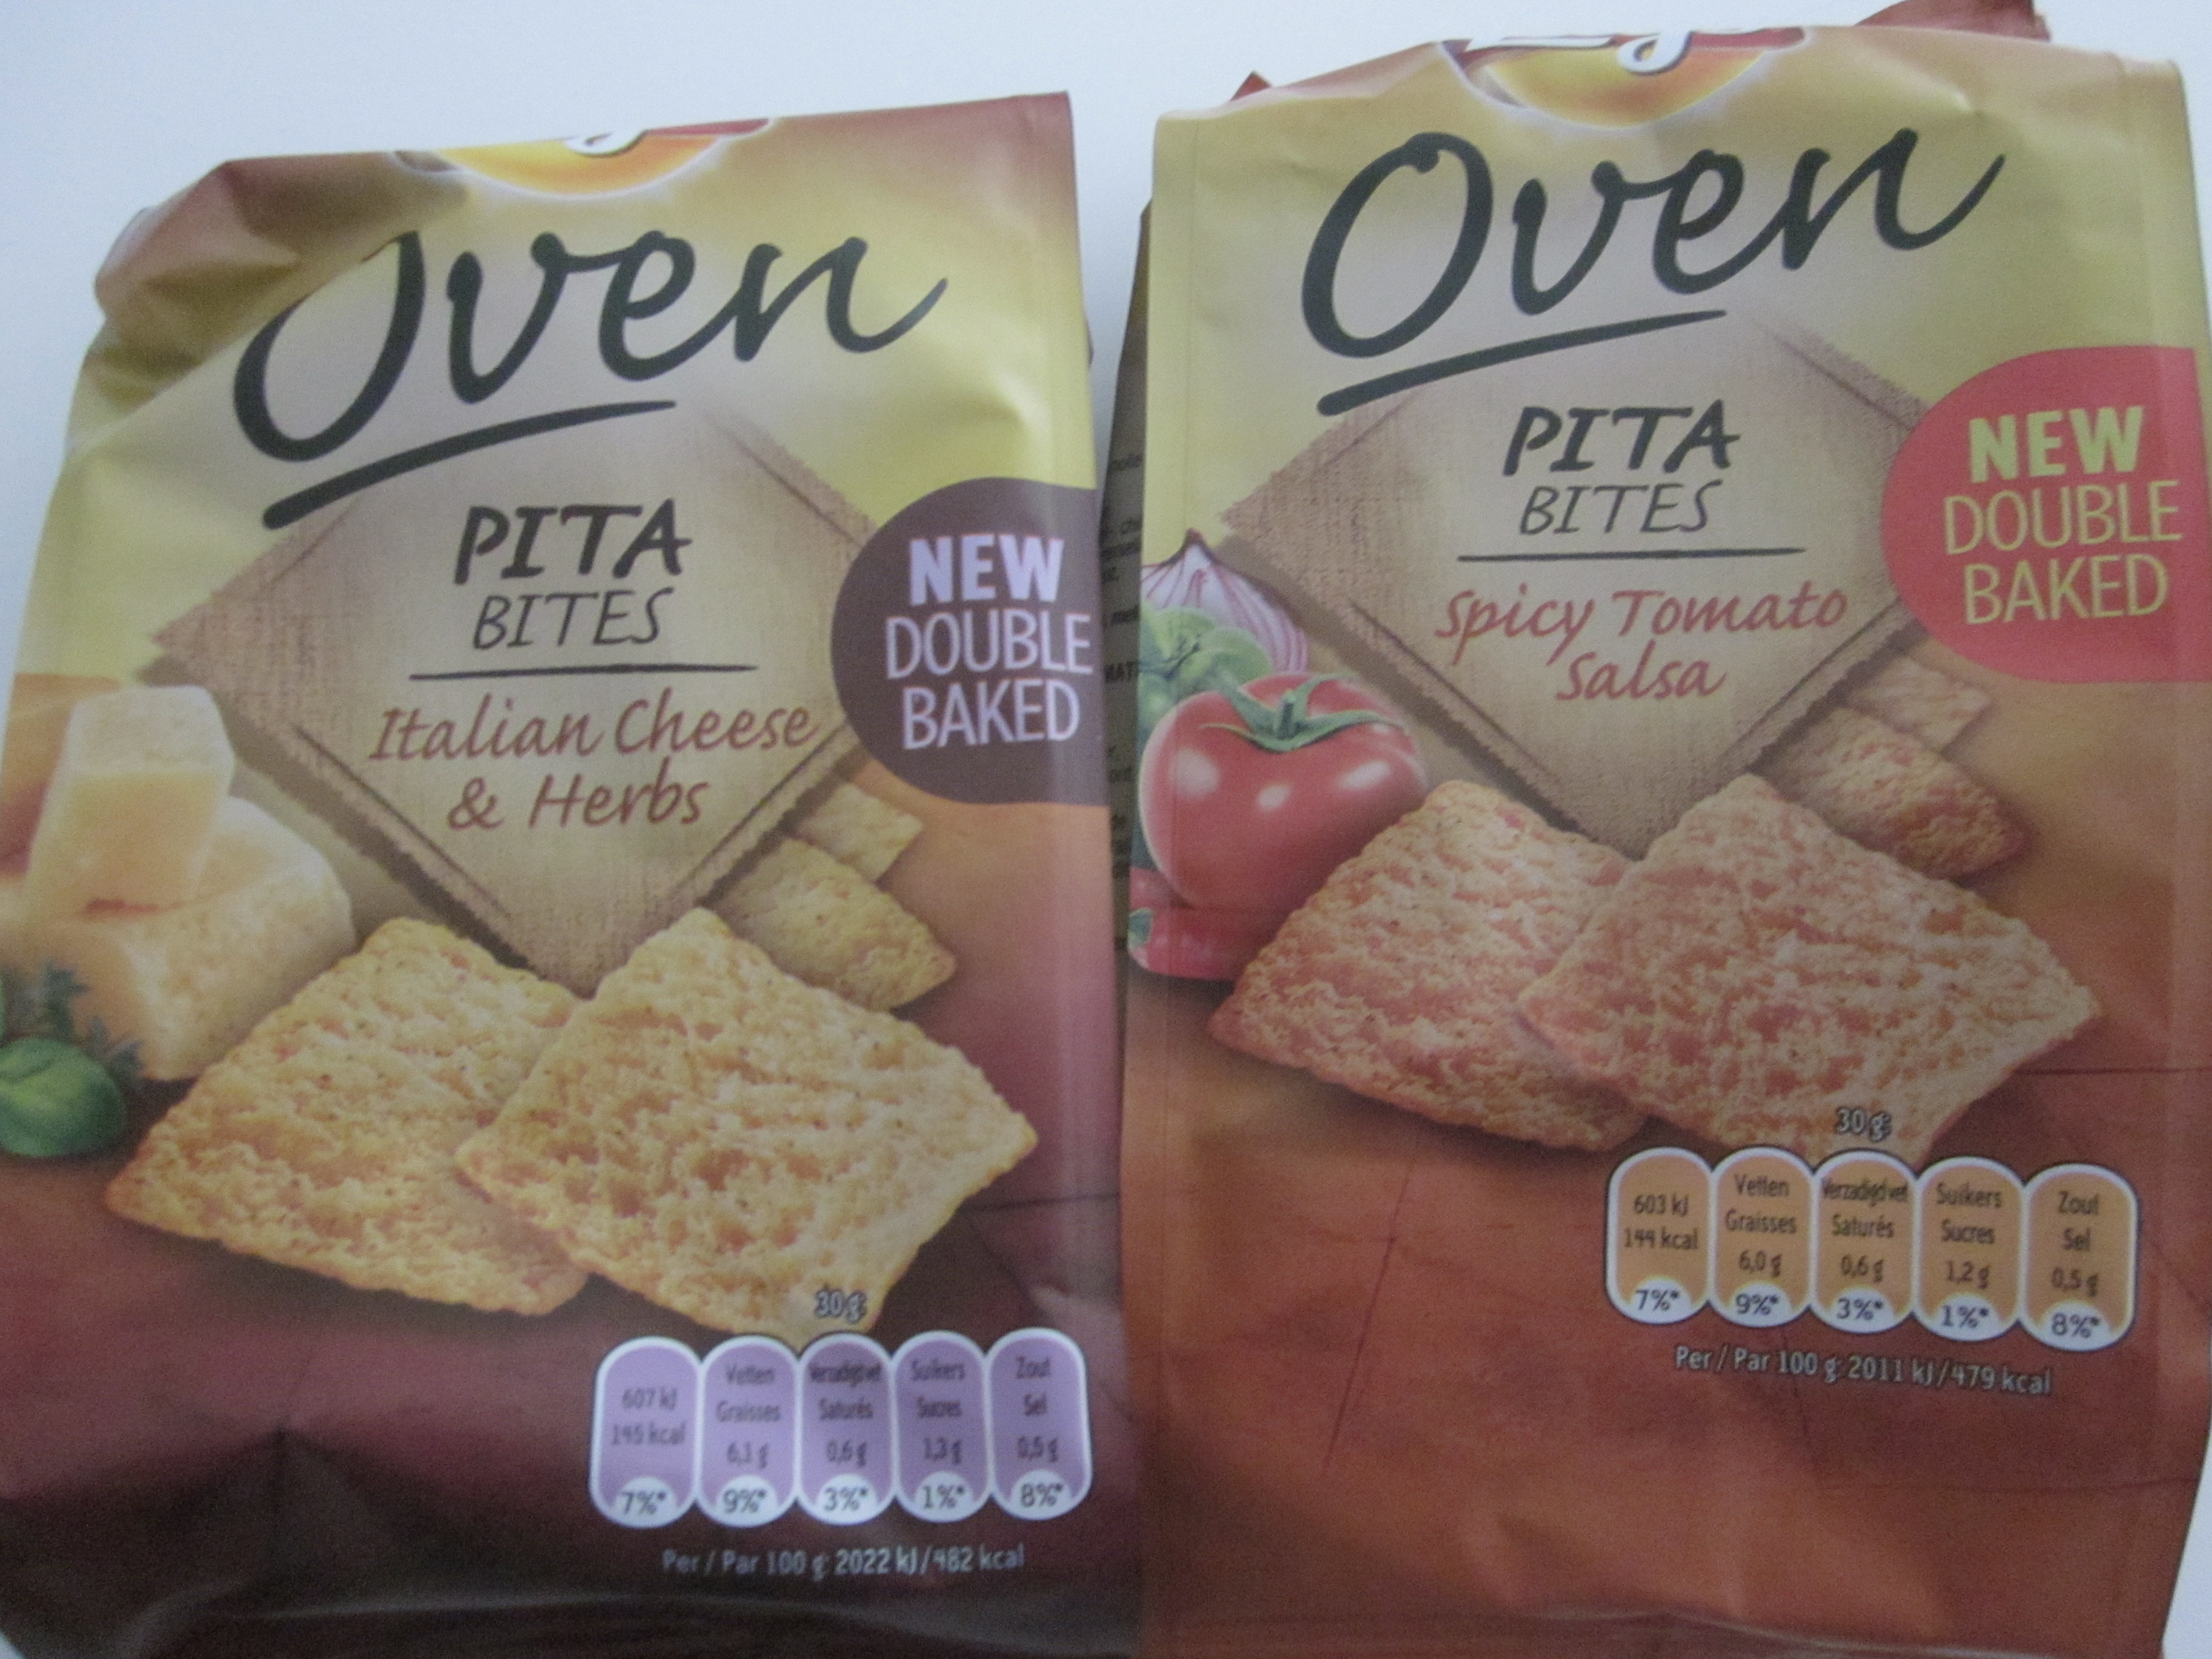 Oven
PITA
BITES
Italian Cheese
& Herbs
NEW
DOUBLE
BAKED
30 g:
607 kJ
145 kcal
7%*
Vetten
Graisses
6,1 g
9%*
Verzadigd vet
Saturés
0,6 g
3%*
Suikers
Sucres
1,3 g
1%*
Zout
Sel
0,5 g
8%*
Per / Par 100 g: 2022 kJ/482 kcal
Oven
PITA
BITES
Spicy Tomato
Salsa
NEW
DOUBLE
BAKED
30 g:
603 kJ
144 kcal
7%*
Vetten
Graisses
6,0 g
9%*
Verzadigd vet
Saturés
0,6 g
3%*
Suikers
Sucres
1,2 g
1%*
Zout
Sel
0,5 g
8%*
Per / Par 100 g: 2011 kJ/479 kcal